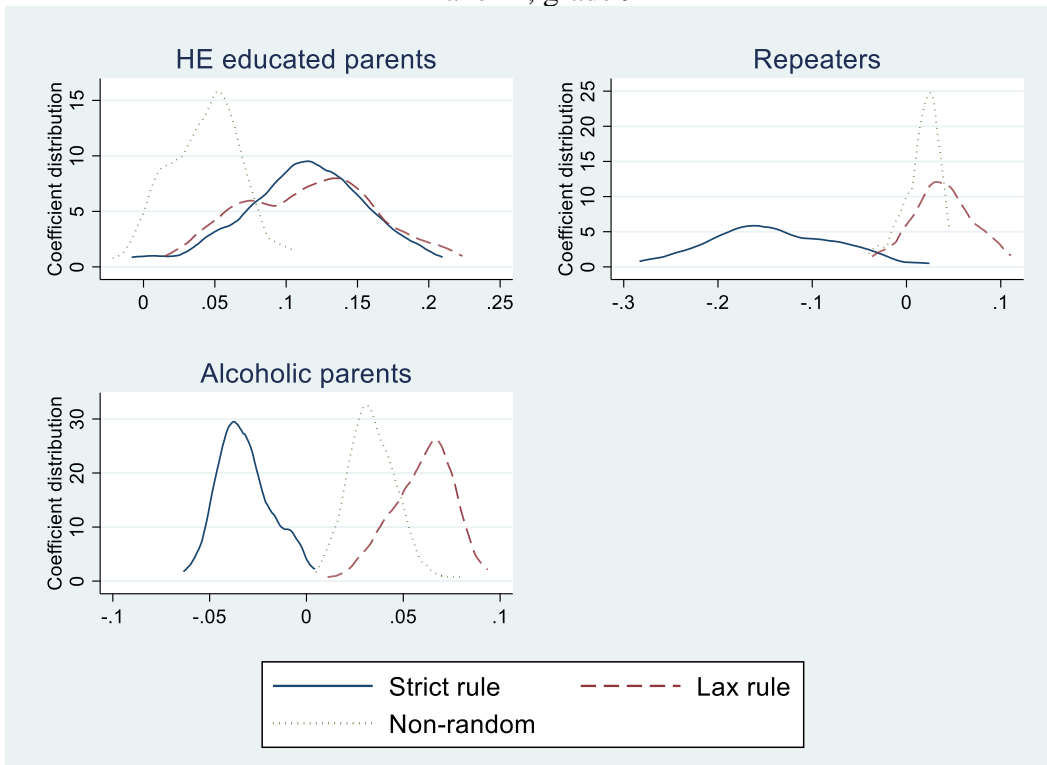 HE educated parents
Coefficient distribution
15
10
5
0
0 .05 .1 .15 .2 .25
Repeaters
Coefficient distribution
25
20
15
10
5
0
-.3 -.2 -.1 0 .1
Alcoholic parents
Coefficient distribution
30
20
10
0
-.1 -.05 0 .05 .1
Strict rule
Lax rule
Non-random